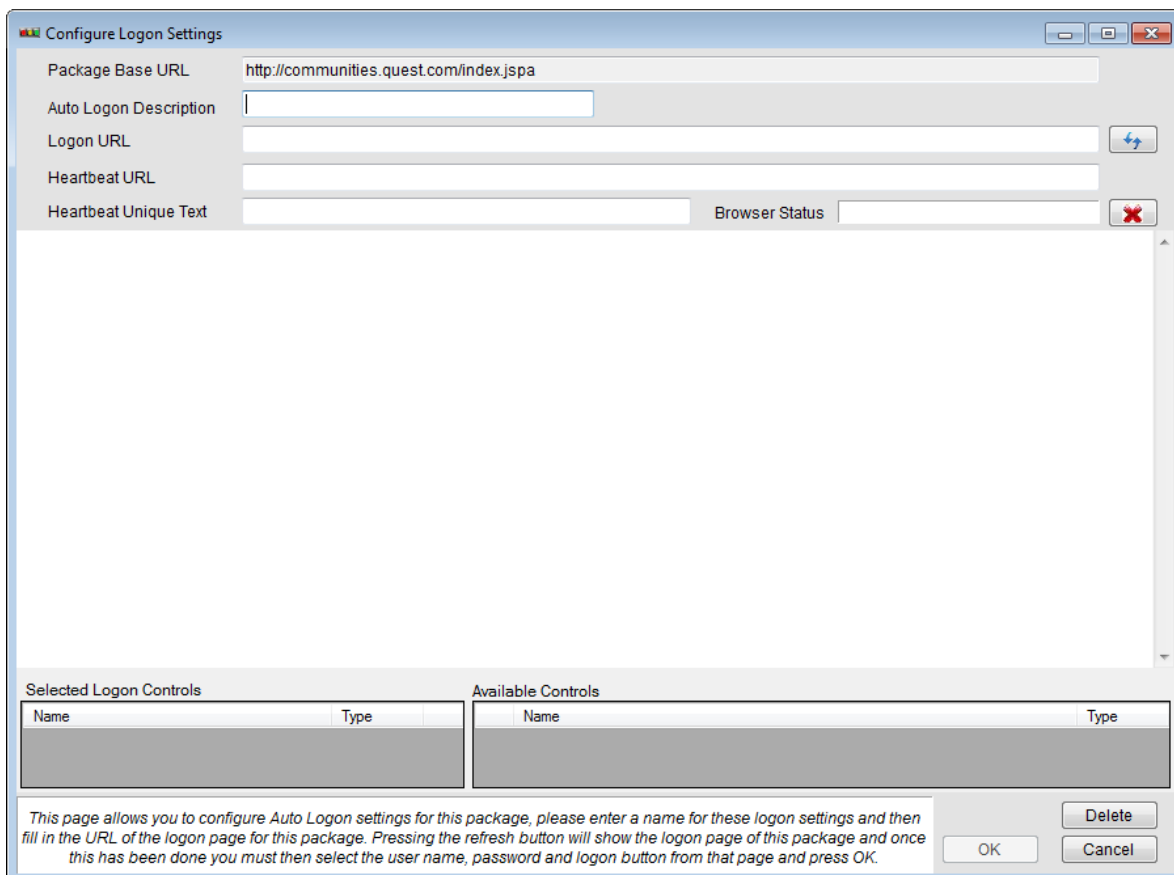 Configure Logon Settings
Package Base URL http://communities.quest.com/index.jspa
Auto Logon Description
Logon URL
Heartbeat URL
Heartbeat Unique Text Browser Status
Selected Logon Controls Available Controls
Name Type Name Type
This page allows you to configure Auto Logon settings for this package, please enter a name for these logon settings and then
fill in the URL of the logon page for this package. Pressing the refresh button will show the logon page of this package and once
this has been done you must then select the user name, password and logon button from that page and press OK.
Delete
OK Cancel